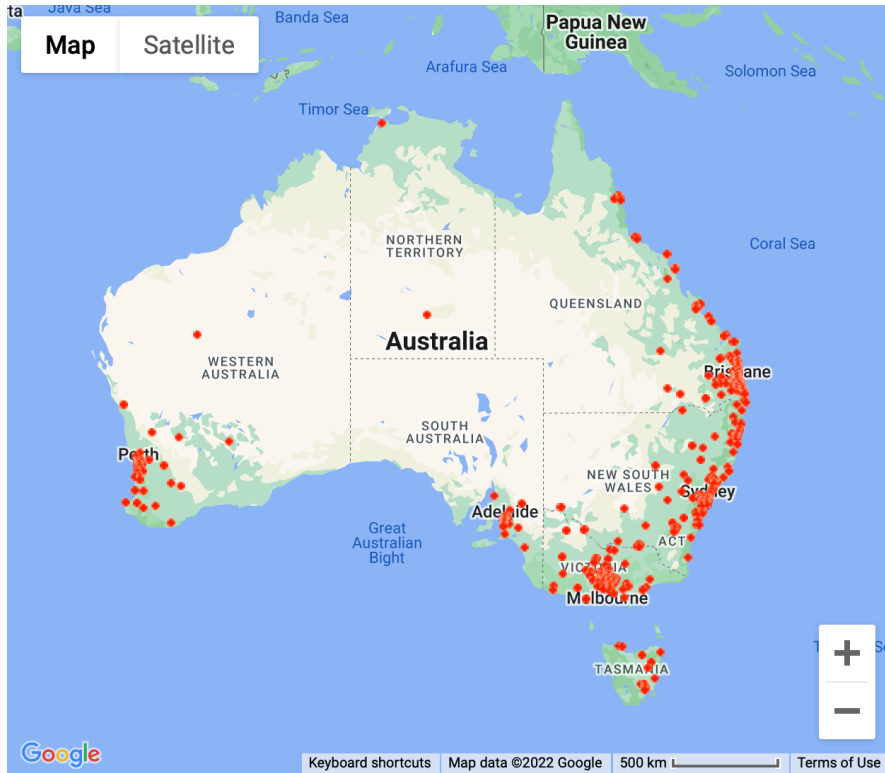 ta
Java Sea
Banda Sea
Papua New
Guinea
Map
Satellite
Arafura Sea
Solomon Sea
Timor Sea
NORTHERN
TERRITORY
Coral Sea
QUEENSLAND
Australia
WESTERN
AUSTRALIA
Brisbane
SOUTH
AUSTRALIA
Perth
NEW SOUTH
WALES
Sydney
Adelaide
Great
Australian
Bight
ACT
VICTORIA
Melbourne
TASMANIA
+
−
Google
Keyboard shortcuts
Map data ©2022 Google
500 km
Terms of Use